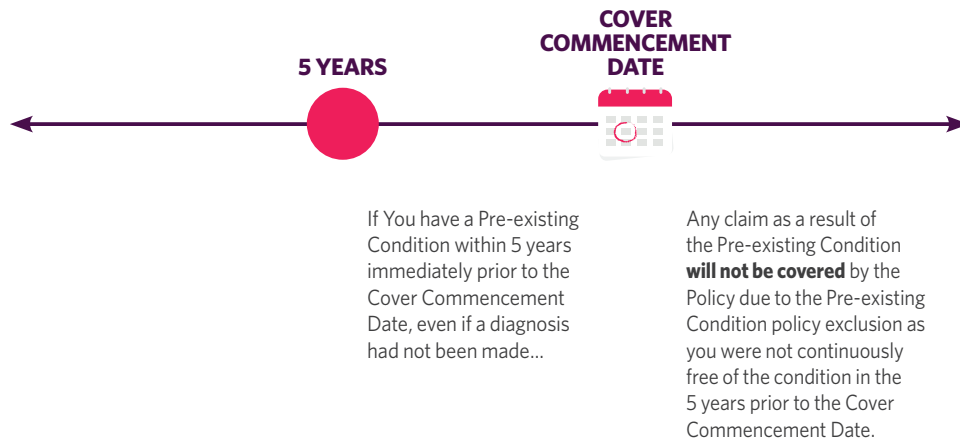 5 YEARS
COVER
COMMENCEMENT
DATE
If You have a Pre-existing
Condition within 5 years
immediately prior to the
Cover Commencement
Date, even if a diagnosis
had not been made...
Any claim as a result of
the Pre-existing Condition
will not be covered by the
Policy due to the Pre-existing
Condition policy exclusion as
you were not continuously
free of the condition in the
5 years prior to the Cover
Commencement Date.